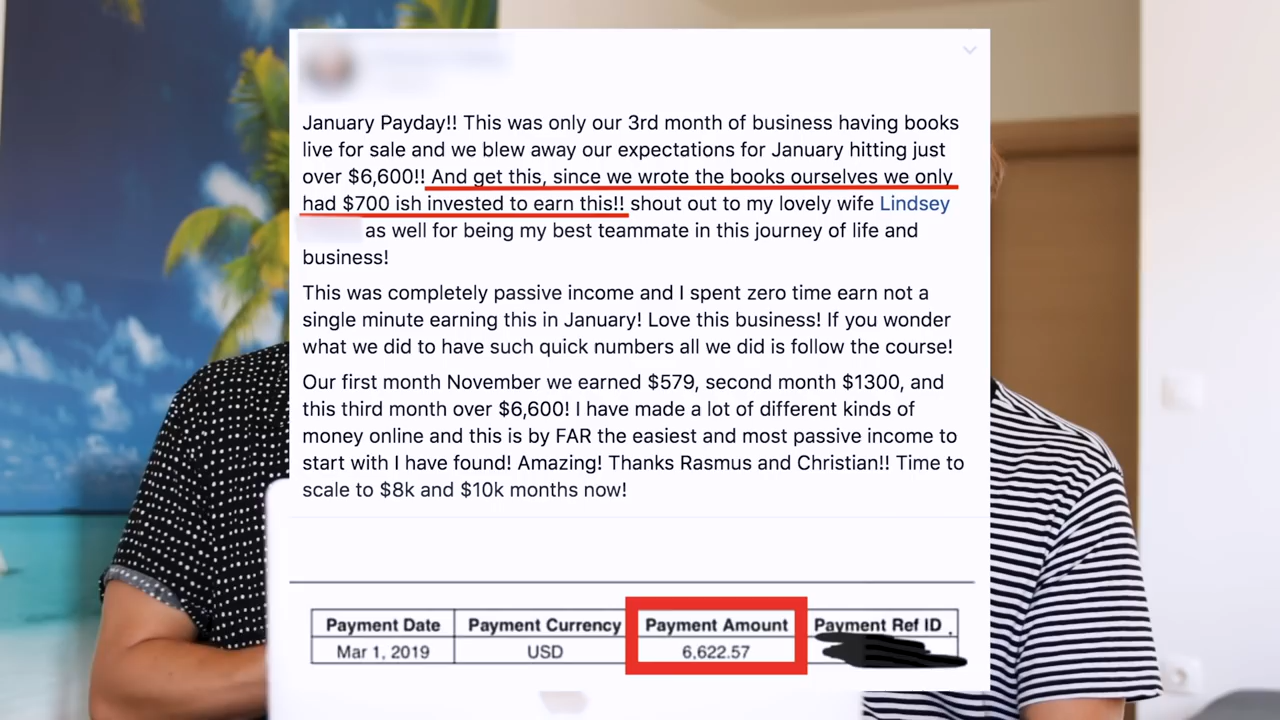 January Payday!! This was only our 3rd month of business having books
live for sale and we blew away our expectations for January hitting just
over $6,600!! And get this, since we wrote the books ourselves we only
had $700 ish invested to earn this!! shout out to my lovely wife Lindsey
as well for being my best teammate in this journey of life and
business!
This was completely passive income and I spent zero time earn not a
single minute earning this in January! Love this business! If you wonder
what we did to have such quick numbers all we did is follow the course!
Our first month November we earned $579, second month $1300, and
this third month over $6,600! I have made a lot of different kinds of
money online and this is by FAR the easiest and most passive income to
start with I have found! Amazing! Thanks Rasmus and Christian!! Time to
scale to $8k and $10k months now!
Payment Date Payment Currency Payment Amount Payment Ref ID
Mar 1, 2019 USD 6,622.57